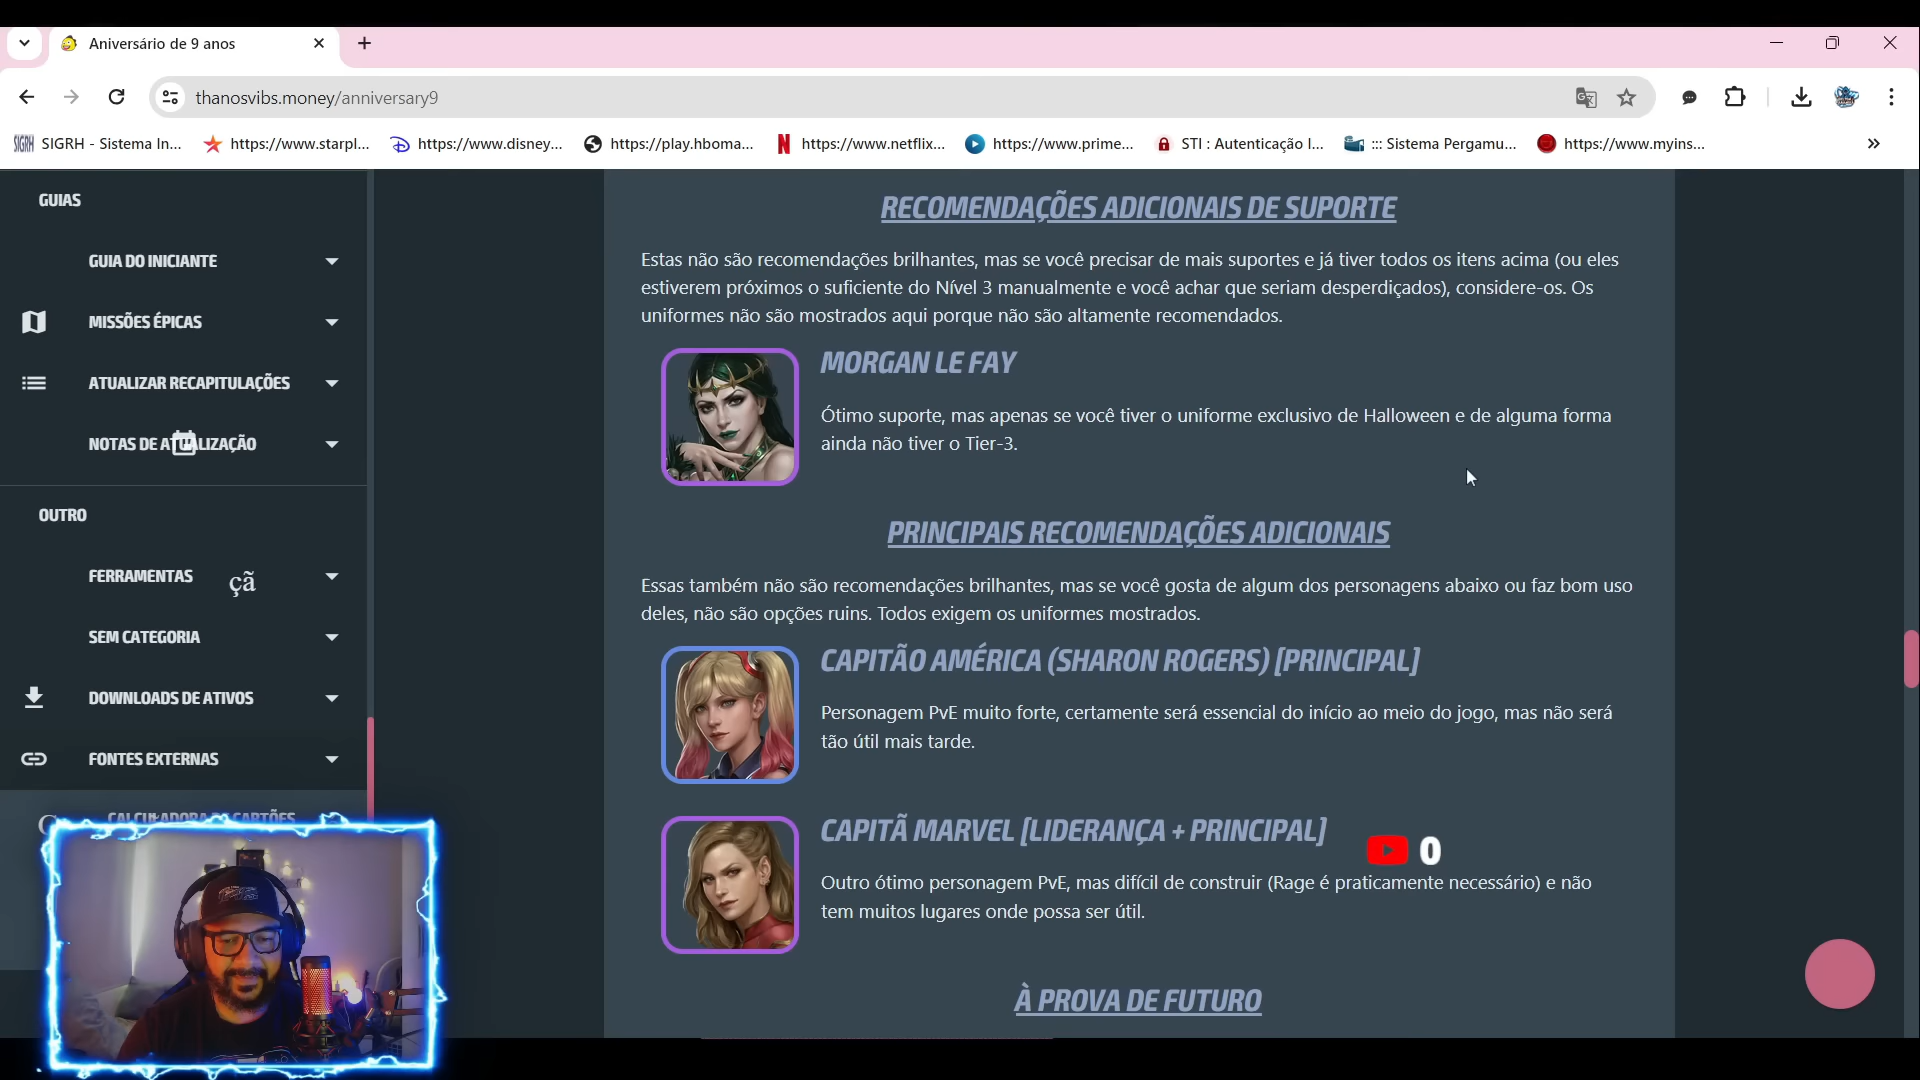 Aniversário de 9 anos
thanosvibs.money/anniversary9
SIGRH - Sistema In...
https://www.starpl...
https://www.disney...
https://play.hboma...
https://www.netflix...
https://www.prime...
STI : Autenticação I...
::: Sistema Pergamu...
https://www.myins...
GUIAS
GUIA DO INICIANTE
MISSÕES ÉPICAS
ATUALIZAR RECAPITULAÇÕES
NOTAS DE ATUALIZAÇÃO
OUTRO
FERRAMENTAS
çã
SEM CATEGORIA
DOWNLOADS DE ATIVOS
FONTES EXTERNAS
RECOMENDAÇÕES ADICIONAIS DE SUPORTE
Estas não são recomendações brilhantes, mas se você precisar de mais suportes e já tiver todos os itens acima (ou eles
estiverem próximos o suficiente do Nível 3 manualmente e você achar que seriam desperdiçados), considere-os. Os
uniformes não são mostrados aqui porque não são altamente recomendados.
MORGAN LE FAY
Ótimo suporte, mas apenas se você tiver o uniforme exclusivo de Halloween e de alguma forma
ainda não tiver o Tier-3.
PRINCIPAIS RECOMENDAÇÕES ADICIONAIS
Essas também não são recomendações brilhantes, mas se você gosta de algum dos personagens abaixo ou faz bom uso
deles, não são opções ruins. Todos exigem os uniformes mostrados.
CAPITÃO AMÉRICA (SHARON ROGERS) [PRINCIPAL]
Personagem PvE muito forte, certamente será essencial do início ao meio do jogo, mas não será
tão útil mais tarde.
CAPITÃ MARVEL [LIDERANÇA + PRINCIPAL]
0
Outro ótimo personagem PvE, mas difícil de construir (Rage é praticamente necessário) e não
tem muitos lugares onde possa ser útil.
À PROVA DE FUTURO